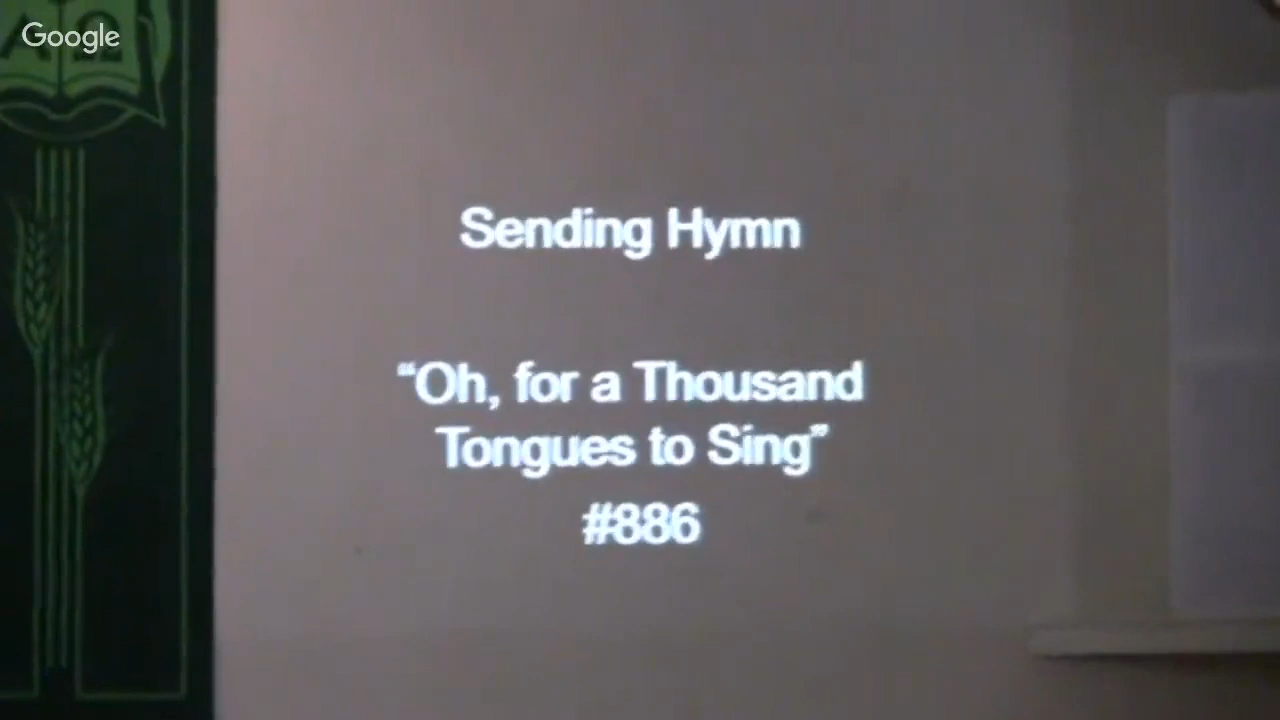 Google
Α Ω
Sending Hymn
“Oh, for a Thousand
Tongues to Sing”
#886